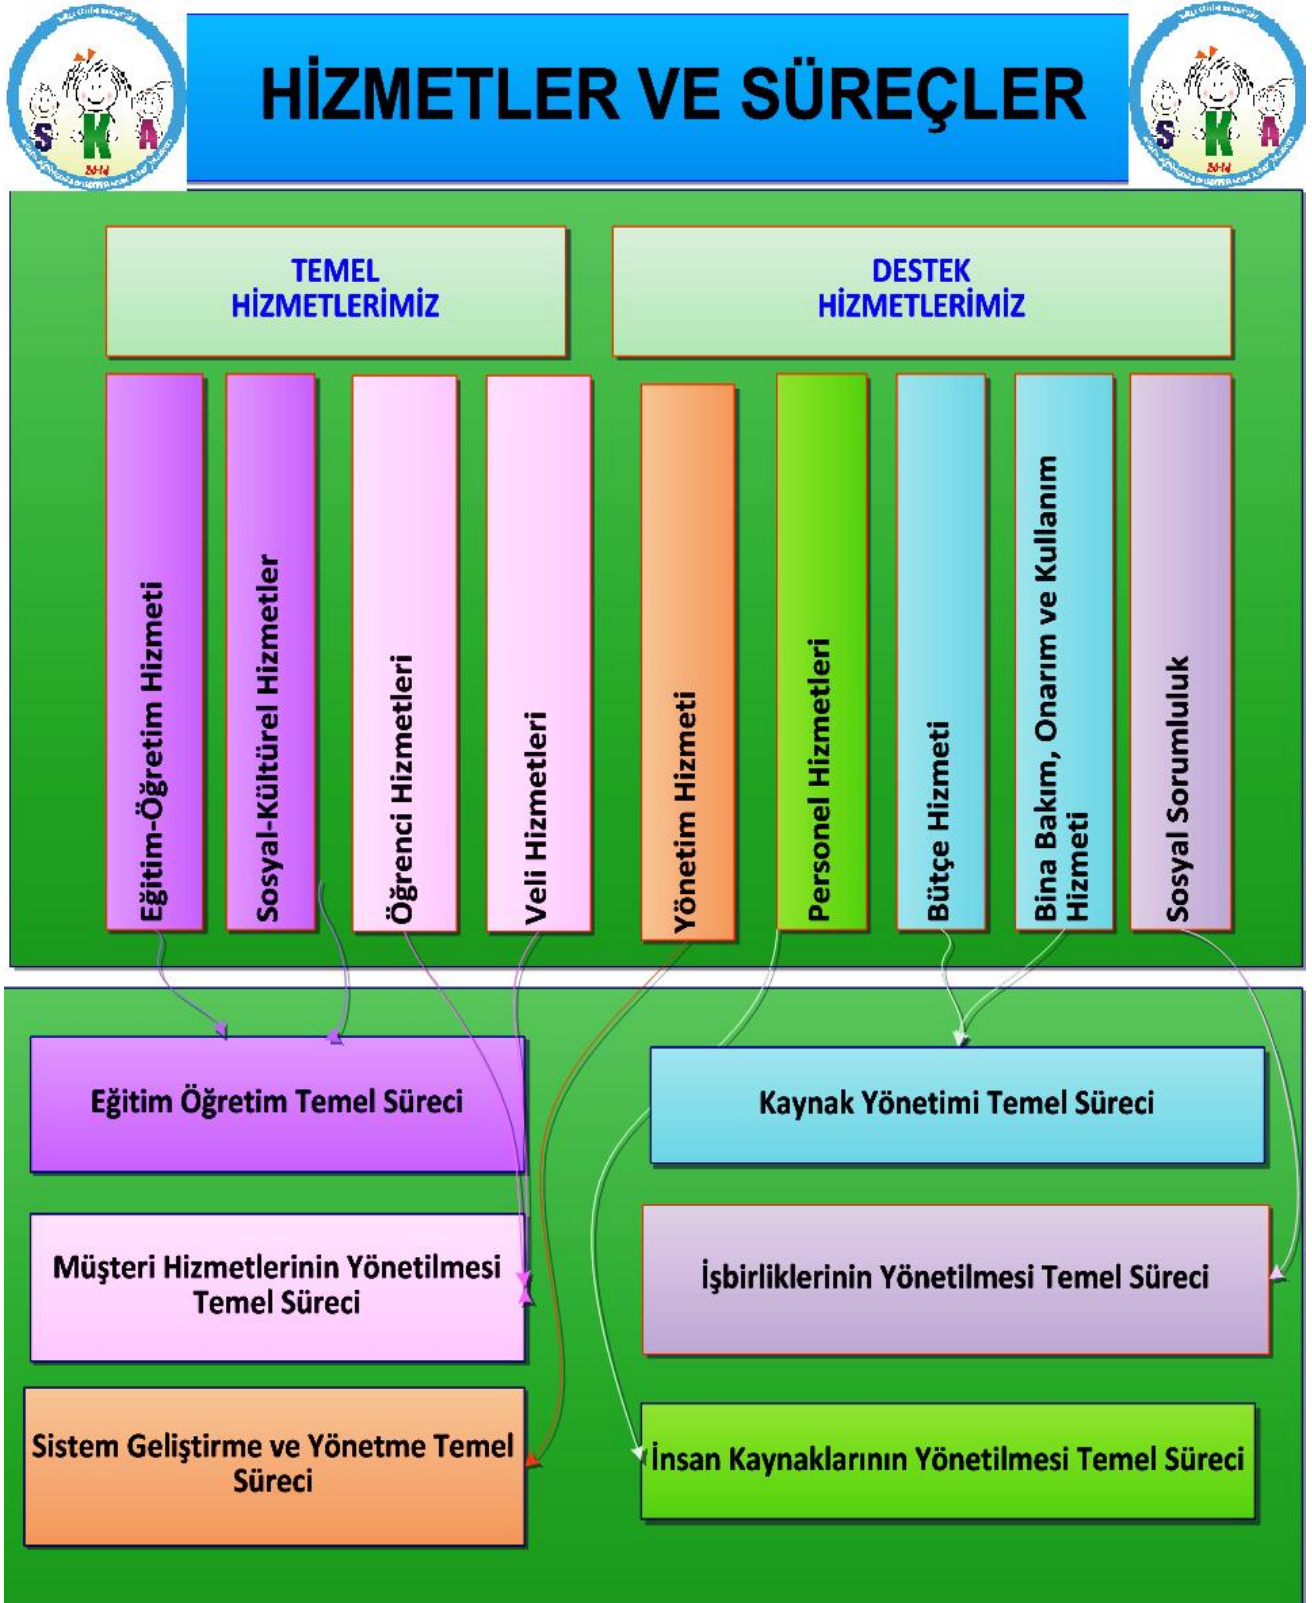 HİZMETLER VE SÜREÇLER
S K A
2014
S K A
2014
TEMEL
HİZMETLERİMİZ
DESTEK
HİZMETLERİMİZ
Eğitim-Öğretim Hizmeti
Sosyal-Kültürel Hizmetler
Öğrenci Hizmetleri
Veli Hizmetleri
Yönetim Hizmeti
Personel Hizmetleri
Bütçe Hizmeti
Bina Bakım, Onarım ve Kullanım
Hizmeti
Sosyal Sorumluluk
Eğitim Öğretim Temel Süreci
Kaynak Yönetimi Temel Süreci
Müşteri Hizmetlerinin Yönetilmesi
Temel Süreci
İşbirliklerinin Yönetilmesi Temel Süreci
Sistem Geliştirme ve Yönetme Temel
Süreci
İnsan Kaynaklarının Yönetilmesi Temel Süreci